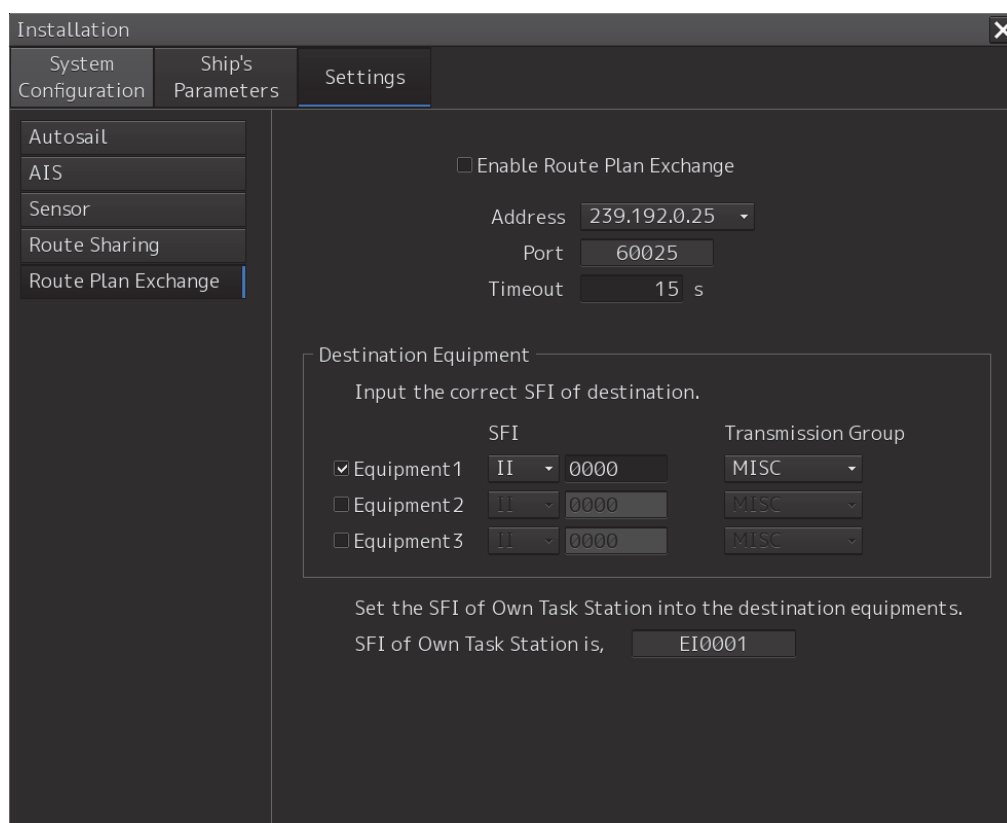 Installation
System Configuration
Ship's Parameters
Settings
Autosail
AIS
Sensor
Route Sharing
Route Plan Exchange
Enable Route Plan Exchange
Address 239.192.0.25
Port 60025
Timeout 15 s
Destination Equipment
Input the correct SFI of destination.
SFI Transmission Group
Equipment1 II 0000 MISC
Equipment2 II 0000 MISC
Equipment3 II 0000 MISC
Set the SFI of Own Task Station into the destination equipments.
SFI of Own Task Station is, EI0001